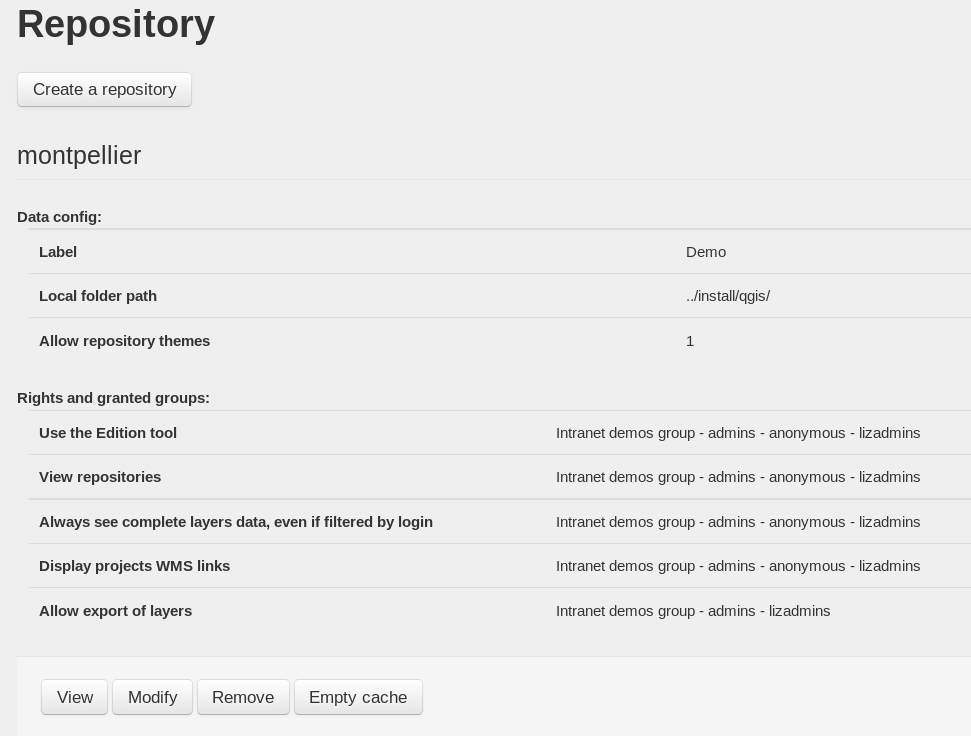 Repository
Create a repository
montpellier
Data config:
Label Demo
Local folder path ../install/qgis/
Allow repository themes 1
Rights and granted groups:
Use the Edition tool Intranet demos group - admins - anonymous - lizadmins
View repositories Intranet demos group - admins - anonymous - lizadmins
Always see complete layers data, even if filtered by login Intranet demos group - admins - anonymous - lizadmins
Display projects WMS links Intranet demos group - admins - anonymous - lizadmins
Allow export of layers Intranet demos group - admins - lizadmins
View Modify Remove Empty cache